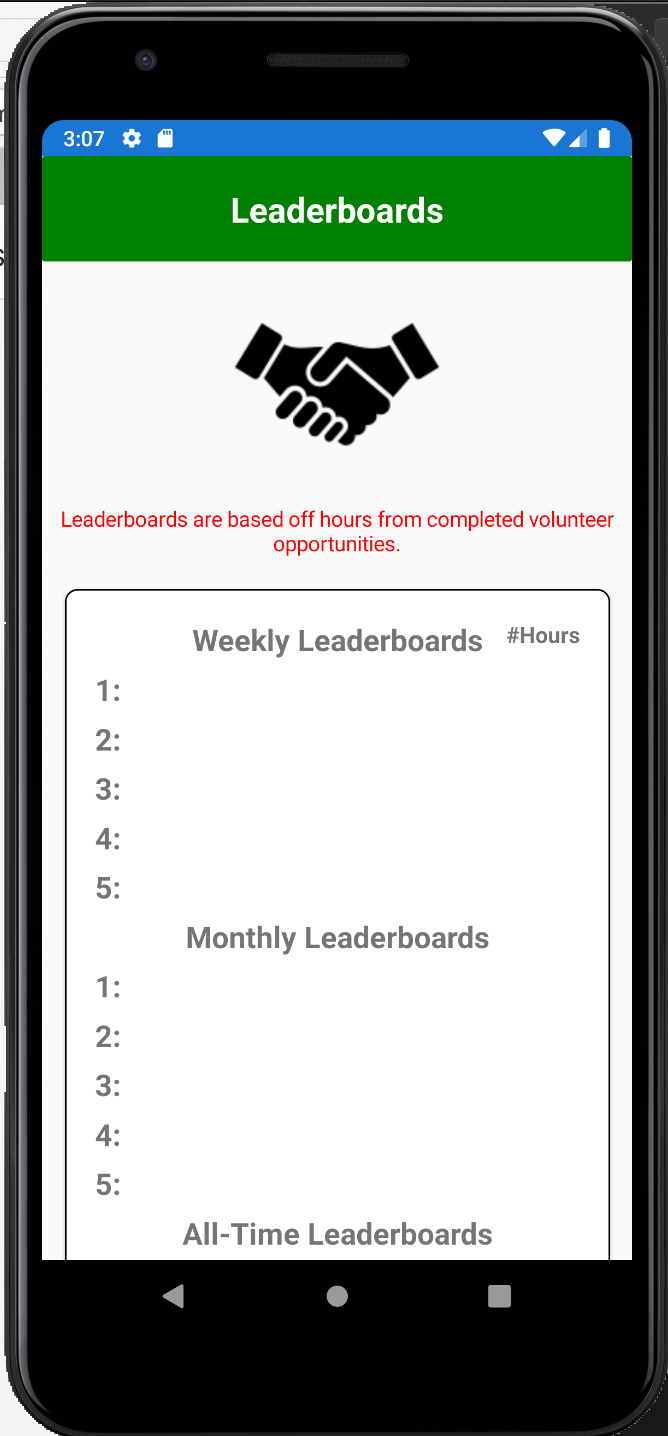 3:07
Leaderboards
Leaderboards are based off hours from completed volunteer
opportunities.
Weekly Leaderboards #Hours
1:
2:
3:
4:
5:
Monthly Leaderboards
1:
2:
3:
4:
5:
All-Time Leaderboards